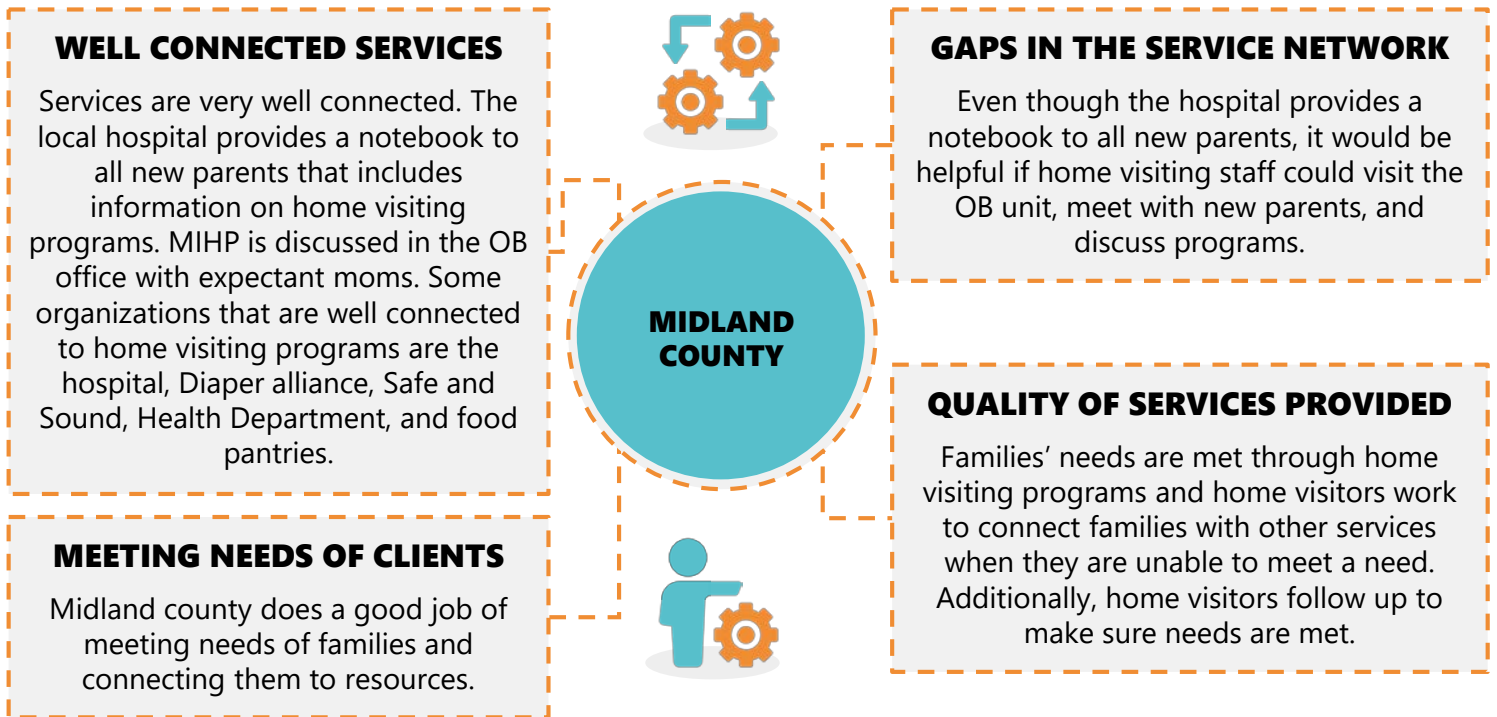 WELL CONNECTED SERVICES
Services are very well connected. The
local hospital provides a notebook to
all new parents that includes
information on home visiting
programs. MIHP is discussed in the OB
office with expectant moms. Some
organizations that are well connected
to home visiting programs are the
hospital, Diaper alliance, Safe and
Sound, Health Department, and food
pantries.
MEETING NEEDS OF CLIENTS
Midland county does a good job of
meeting needs of families and
connecting them to resources.
MIDLAND
COUNTY
GAPS IN THE SERVICE NETWORK
Even though the hospital provides a
notebook to all new parents, it would be
helpful if home visiting staff could visit the
OB unit, meet with new parents, and
discuss programs.
QUALITY OF SERVICES PROVIDED
Families’ needs are met through home
visiting programs and home visitors work
to connect families with other services
when they are unable to meet a need.
Additionally, home visitors follow up to
make sure needs are met.